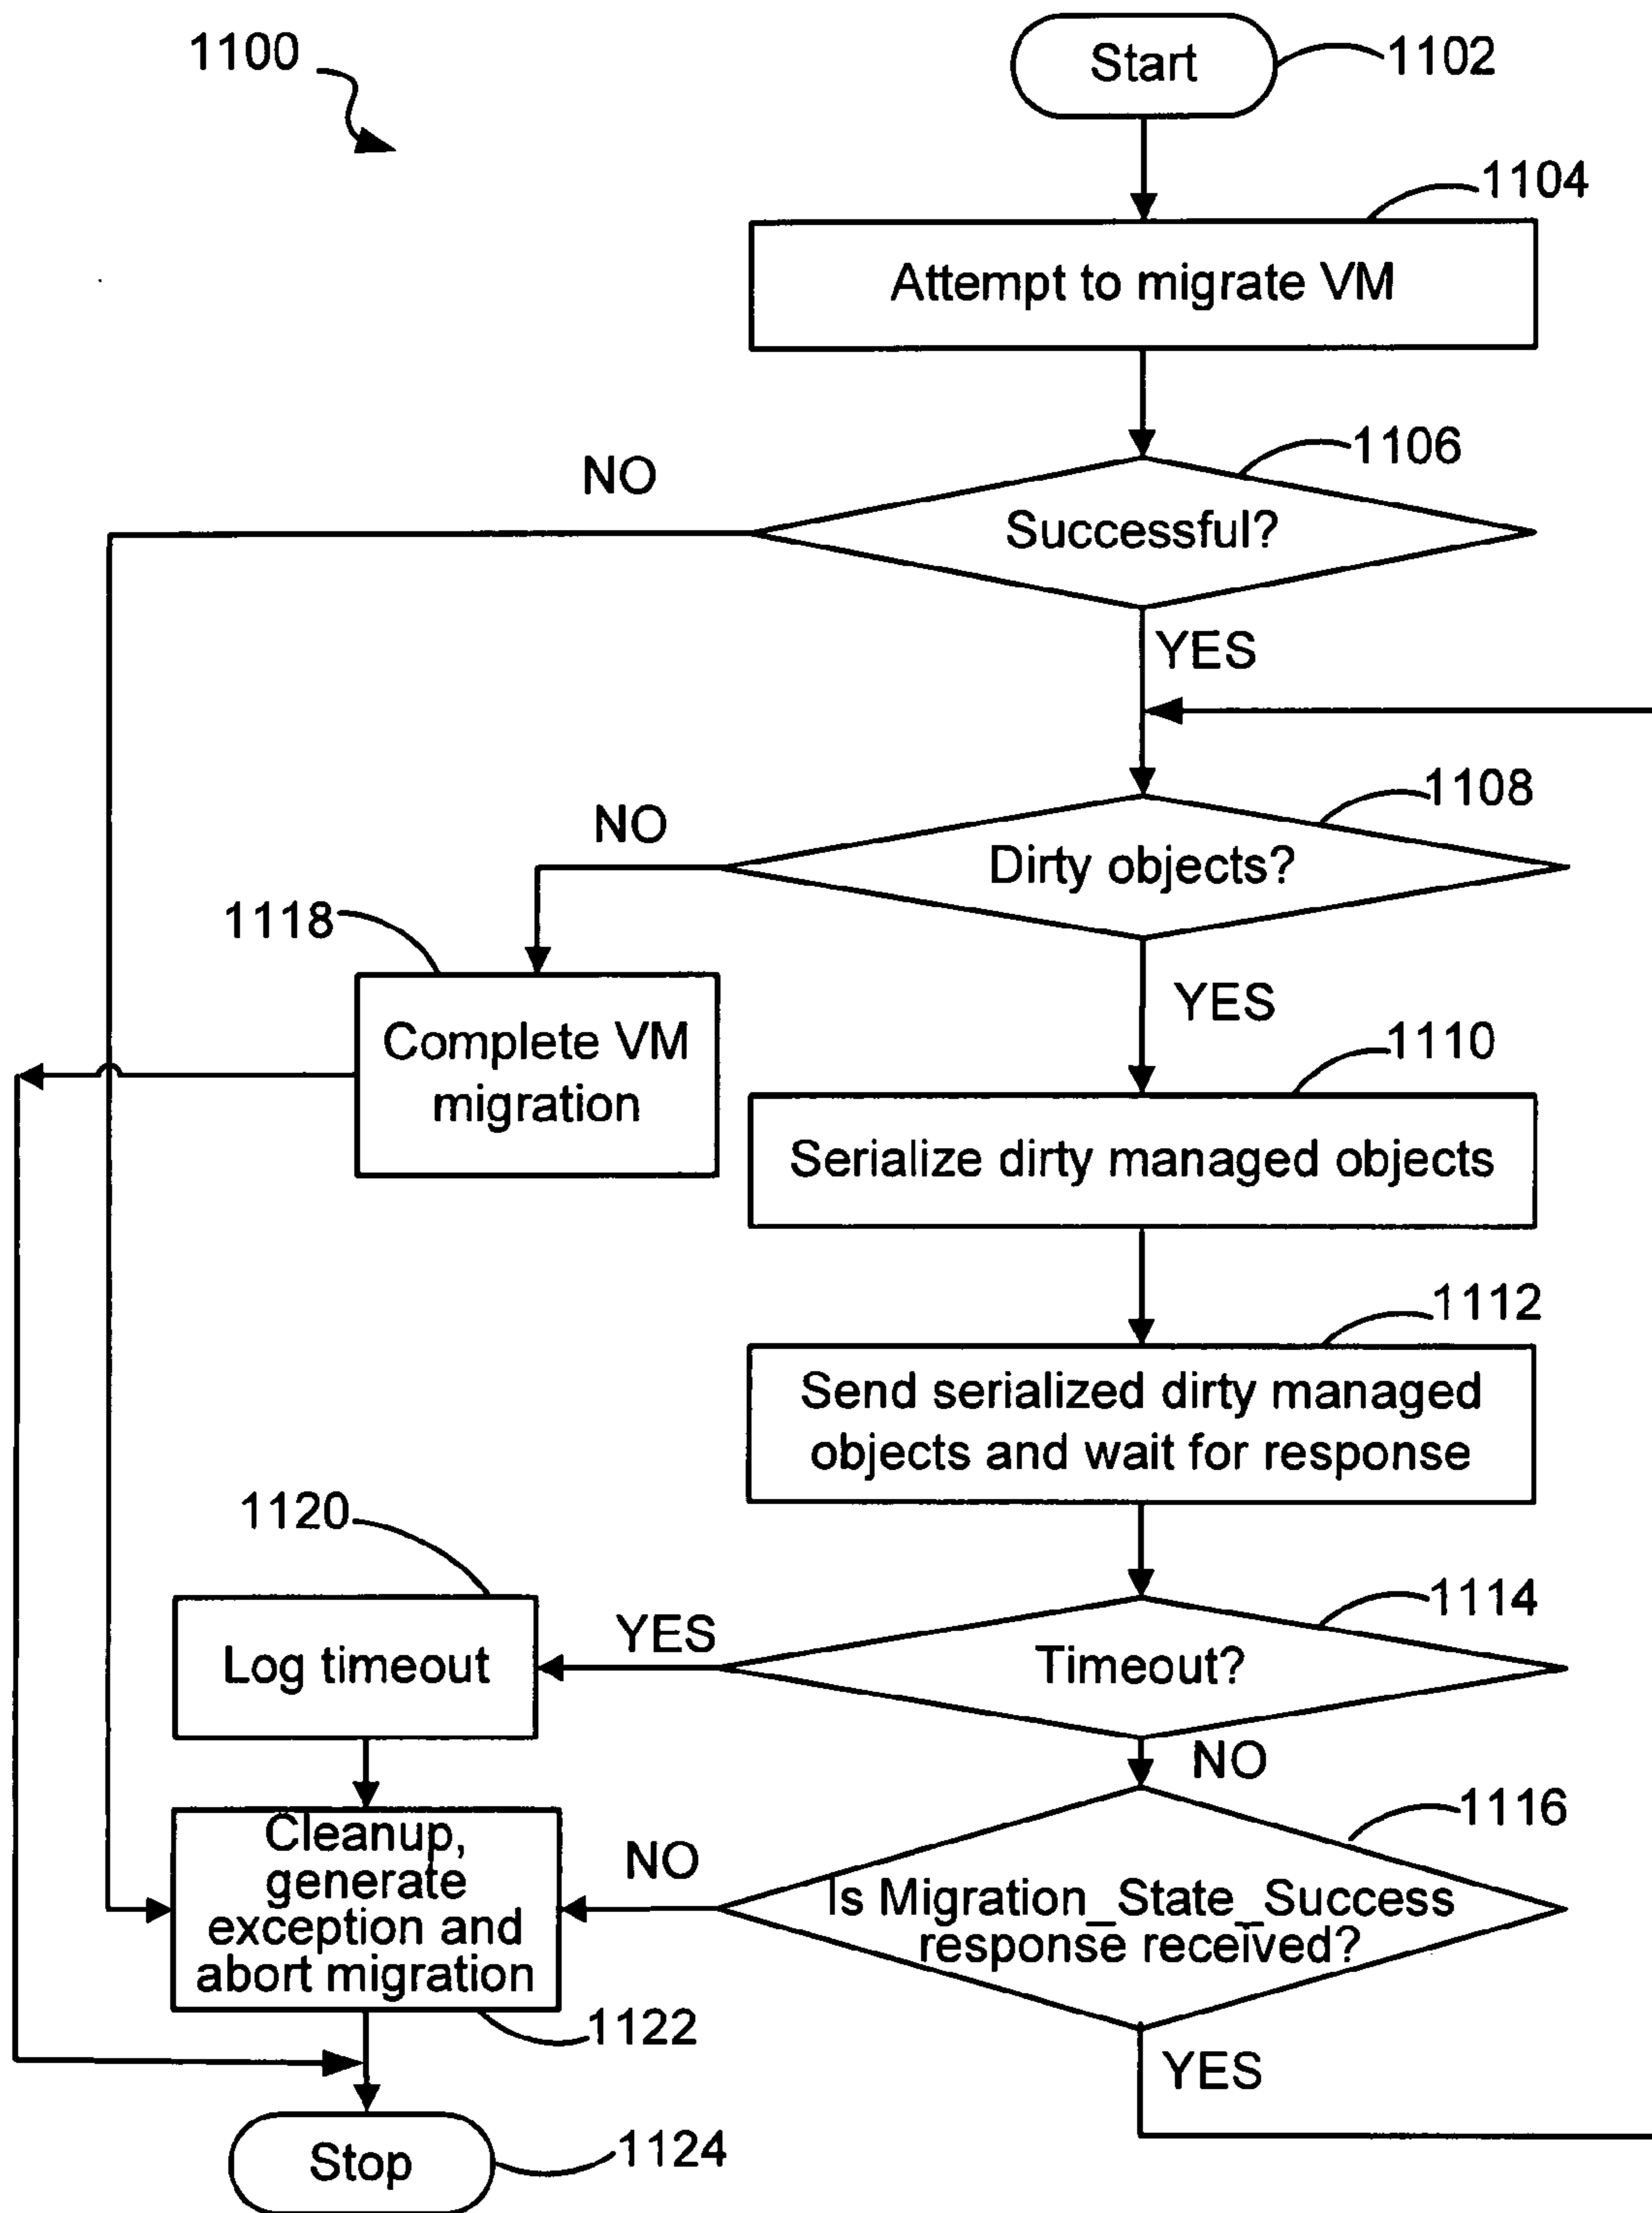 1100
Start
1102
1104
Attempt to migrate VM
1106
NO
Successful?
YES
1108
NO
Dirty objects?
1118
YES
Complete VM
migration
1110
Serialize dirty managed objects
1112
Send serialized dirty managed
objects and wait for response
1120
1114
YES
Log timeout
Timeout?
NO
1116
Cleanup,
generate
exception and
abort migration
NO
Is Migration_State_Success
response received?
1122
YES
Stop
1124